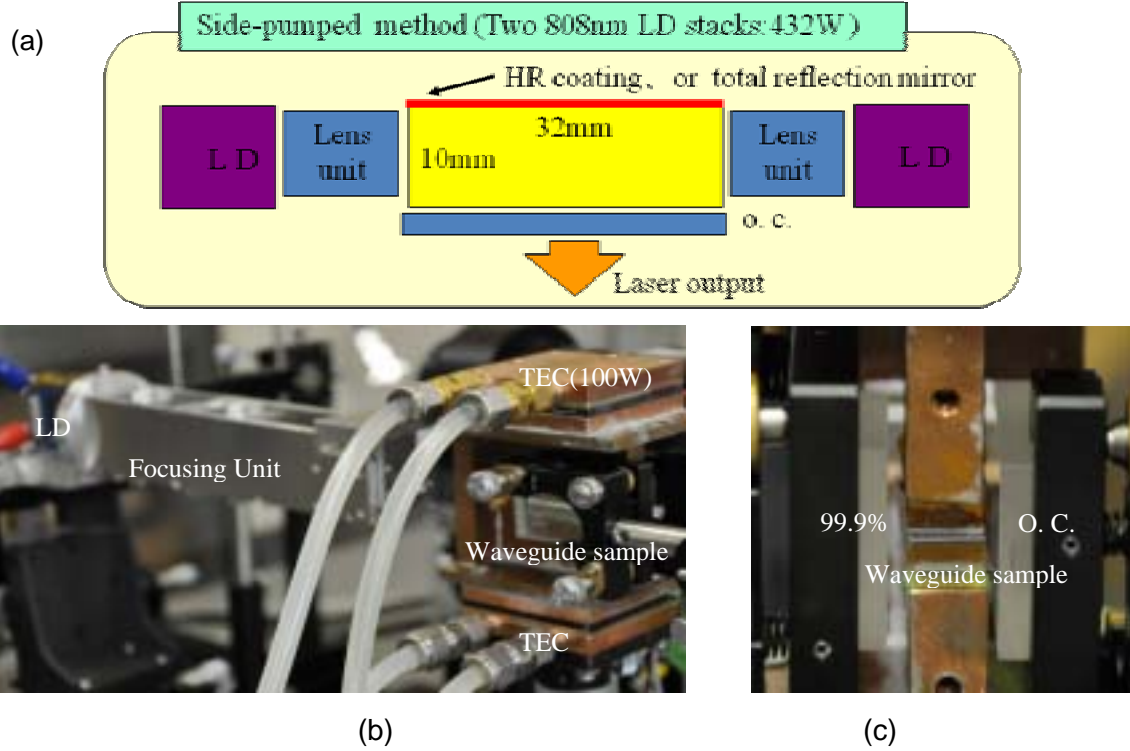 (a)
Side-pumped method (Two 808nm LD stacks:432W )
HR coating、or total reflection mirror
L D
Lens
unit
32mm
10mm
Lens
unit
L D
o. c.
Laser output
LD
Focusing Unit
TEC(100W)
Waveguide sample
TEC
99.9%
O. C.
Waveguide sample
(b)
(c)